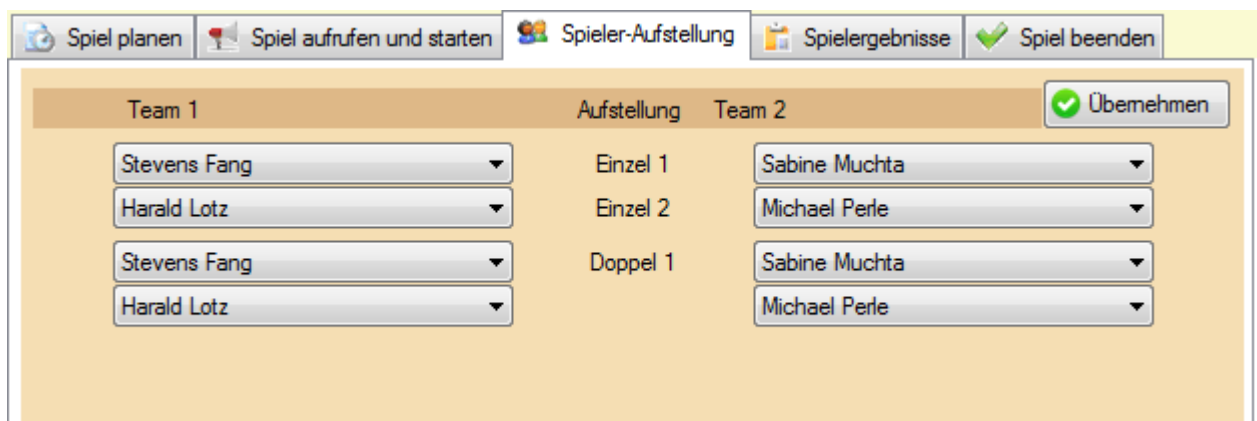 Spiel planen Spiel aufrufen und starten Spieler-Aufstellung Spielergebnisse Spiel beenden
Team 1 Aufstellung Team 2 Übernehmen
Stevens Fang Einzel 1 Sabine Muchta
Harald Lotz Einzel 2 Michael Perle
Stevens Fang Doppel 1 Sabine Muchta
Harald Lotz Michael Perle